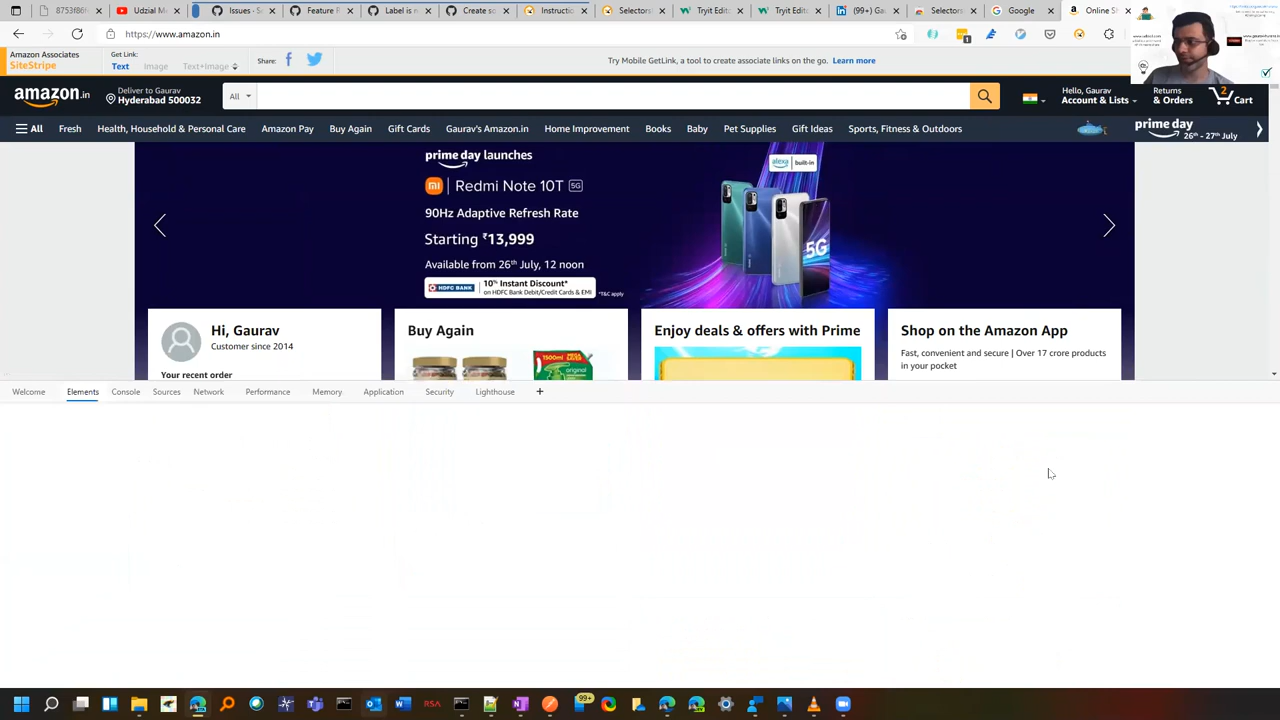 8753f86f
Udzial M
Issues · S
Feature R
Label is n
Create so
Instructio
Selectors
Tryit Edit
Tryit Edit
(99+) Ga
Selectors
Google
Online Sh
https://www.amazon.in
1
Amazon Associates
SiteStripe
Get Link:
Text
Image
Text+Image
Share:
Try Mobile GetLink, a tool to create associate links on the go. Learn more
amazon.in
Deliver to Gaurav
Hyderabad 500032
All
Hello, Gaurav
Account & Lists
Returns
& Orders
2
Cart
All
Fresh
Health, Household & Personal Care
Amazon Pay
Buy Again
Gift Cards
Gaurav's Amazon.in
Home Improvement
Books
Baby
Pet Supplies
Gift Ideas
Sports, Fitness & Outdoors
prime day
26th - 27th July
prime day launches
Redmi Note 10T 5G
90Hz Adaptive Refresh Rate
Starting ₹13,999
Available from 26th July, 12 noon
HDFC BANK
10% Instant Discount*
on HDFC Bank Debit/Credit Cards & EMI
*T&C apply
alexa built-in
5G
Hi, Gaurav
Customer since 2014
Your recent order
Buy Again
1500ml
original
Enjoy deals & offers with Prime
Shop on the Amazon App
Fast, convenient and secure | Over 17 crore products
in your pocket
Welcome
Elements
Console
Sources
Network
Performance
Memory
Application
Security
Lighthouse
RSA
99+